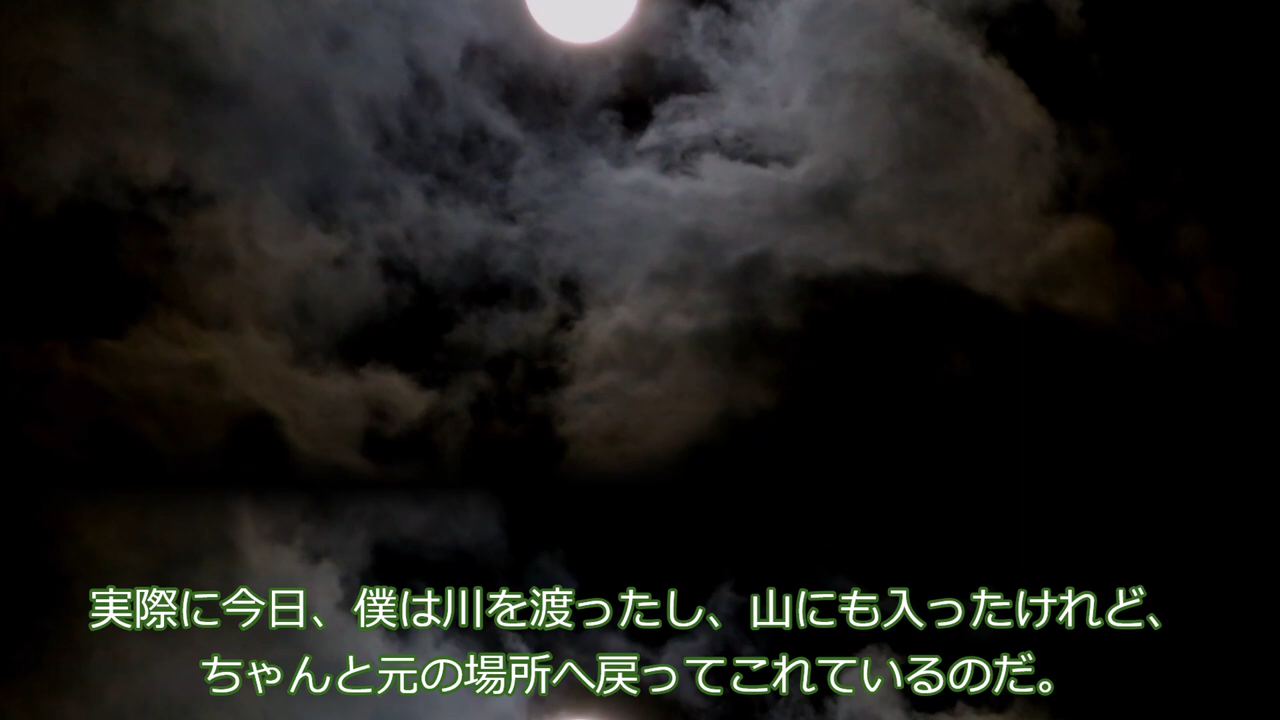 実際に今日、僕は川を渡ったし、山にも入ったけれど、
ちゃんと元の場所へ戻ってこれているのだ。